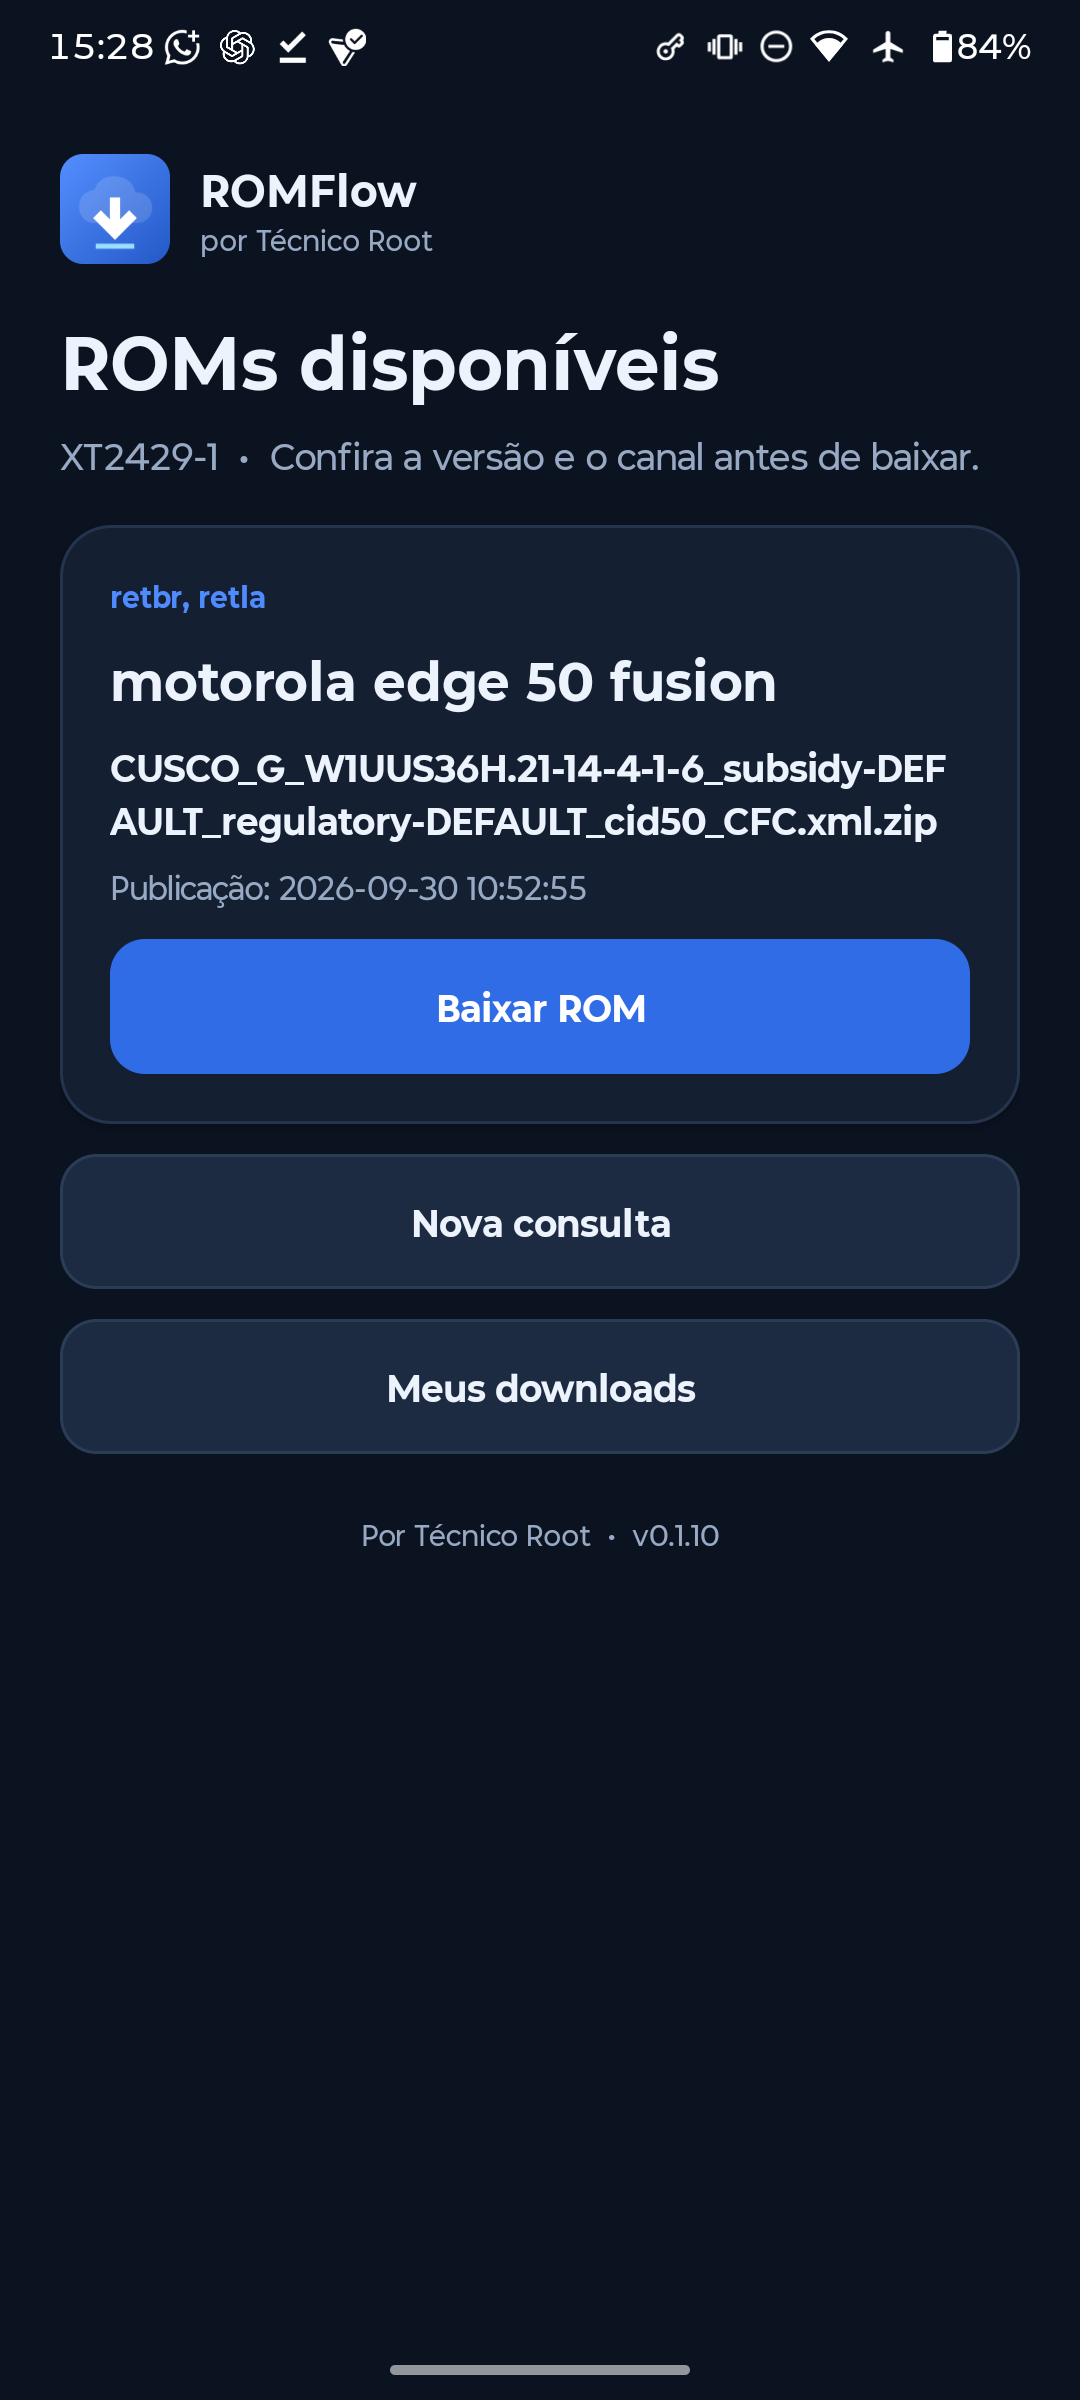 15:28
84%
ROMFlow
por Técnico Root
ROMs disponíveis
XT2429-1 • Confira a versão e o canal antes de baixar.
retbr, retla
motorola edge 50 fusion
CUSCO_G_W1UUS36H.21-14-4-1-6_subsidy-DEF
AULT_regulatory-DEFAULT_cid50_CFC.xml.zip
Publicação: 2026-09-30 10:52:55
Baixar ROM
Nova consulta
Meus downloads
Por Técnico Root • v0.1.10